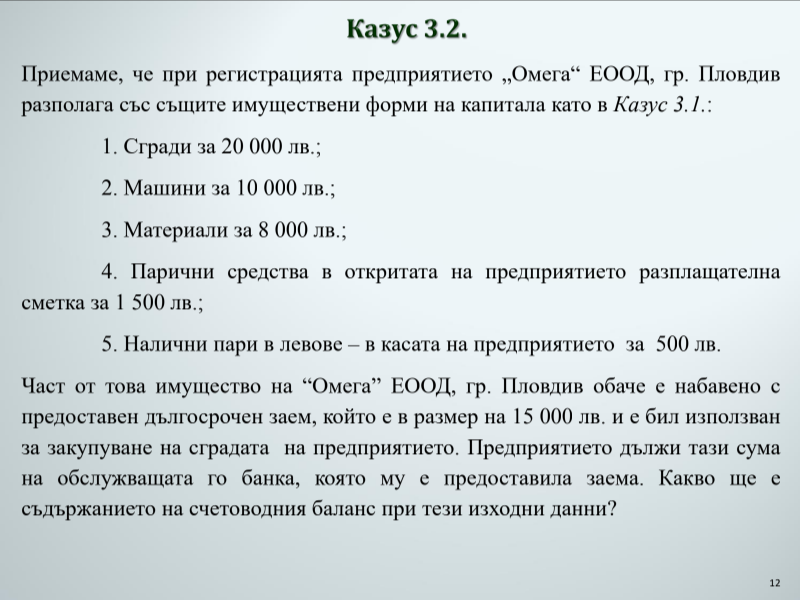 Казус 3.2.
Приемаме, че при регистрацията предприятието „Омега“ ЕООД, гр. Пловдив
разполага със същите имуществени форми на капитала като в Казус 3.1.:
1. Сгради за 20 000 лв.;
2. Машини за 10 000 лв.;
3. Материали за 8 000 лв.;
4. Парични средства в откритата на предприятието разплащателна
сметка за 1 500 лв.;
5. Налични пари в левове – в касата на предприятието за 500 лв.
Част от това имущество на “Омега” ЕООД, гр. Пловдив обаче е набавено с
предоставен дългосрочен заем, който е в размер на 15 000 лв. и е бил използван
за закупуване на сградата на предприятието. Предприятието дължи тази сума
на обслужващата го банка, която му е предоставила заема. Какво ще е
съдържанието на счетоводния баланс при тези изходни данни?
12